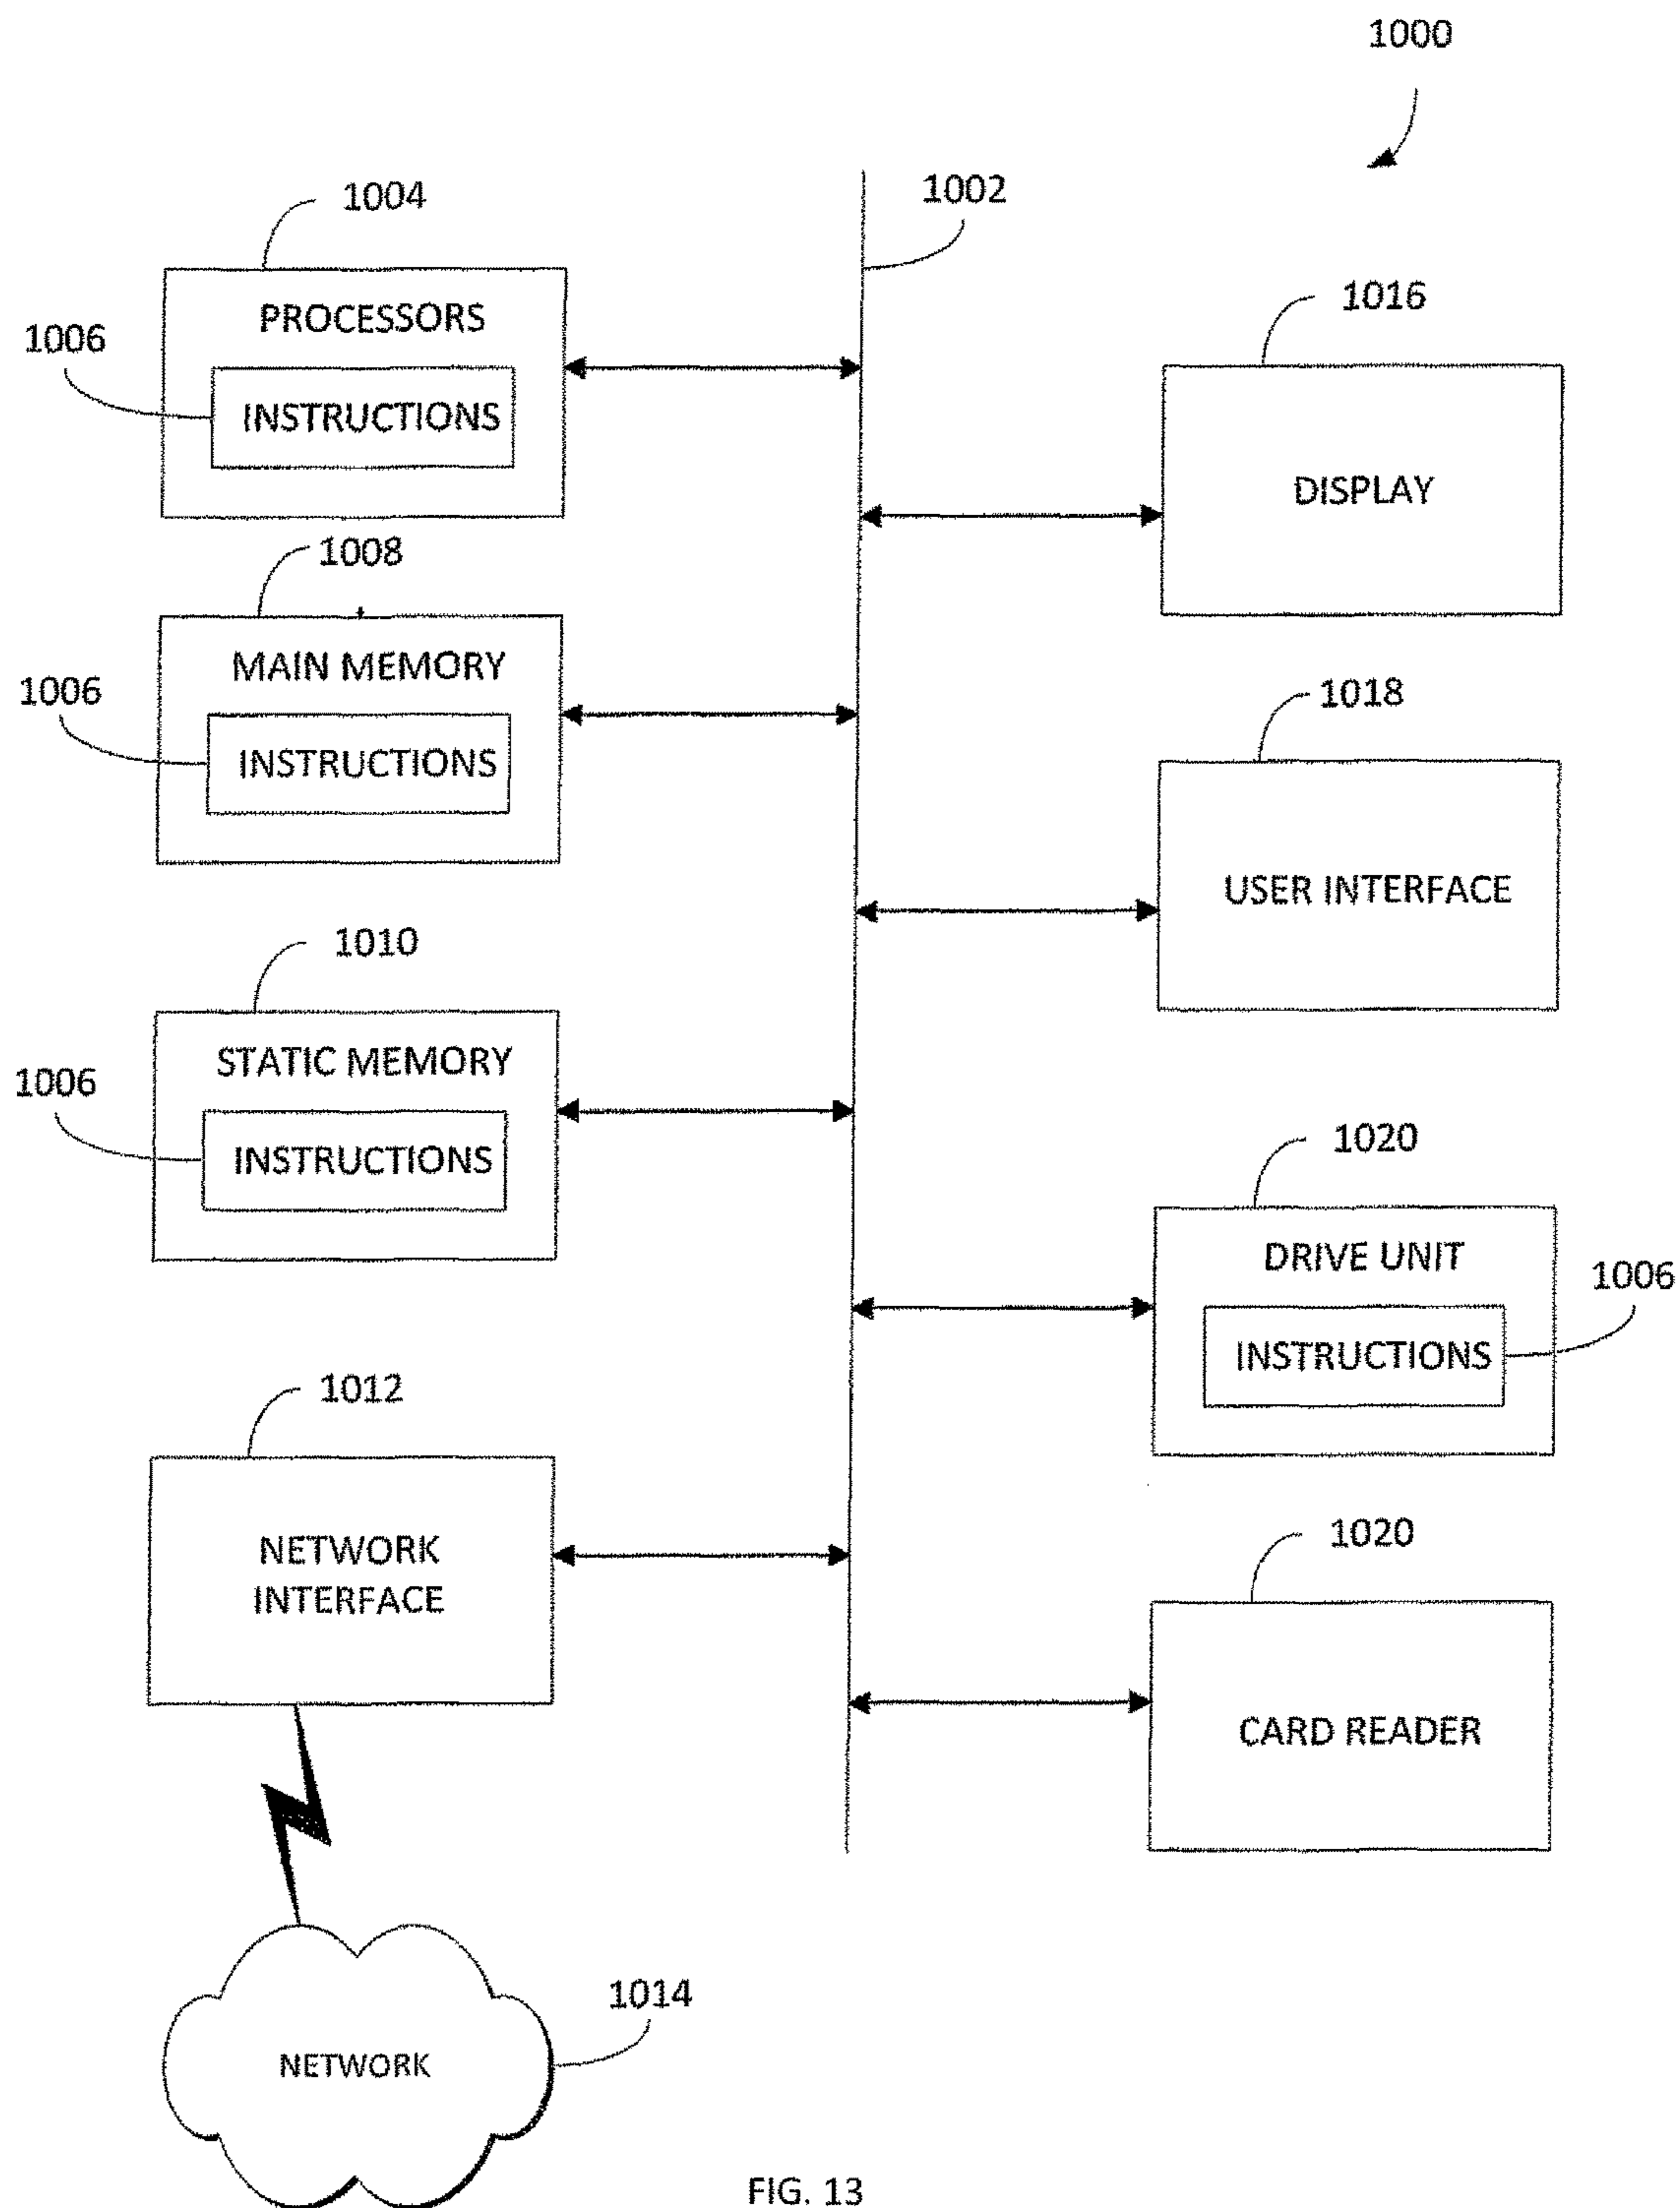 1000
1004
1002
PROCESSORS
1006
INSTRUCTIONS
1016
DISPLAY
1008
MAIN MEMORY
1006
INSTRUCTIONS
1018
USER INTERFACE
1010
STATIC MEMORY
1006
INSTRUCTIONS
1020
DRIVE UNIT
1006
INSTRUCTIONS
1012
NETWORK
INTERFACE
1020
CARD READER
1014
NETWORK
FIG. 13